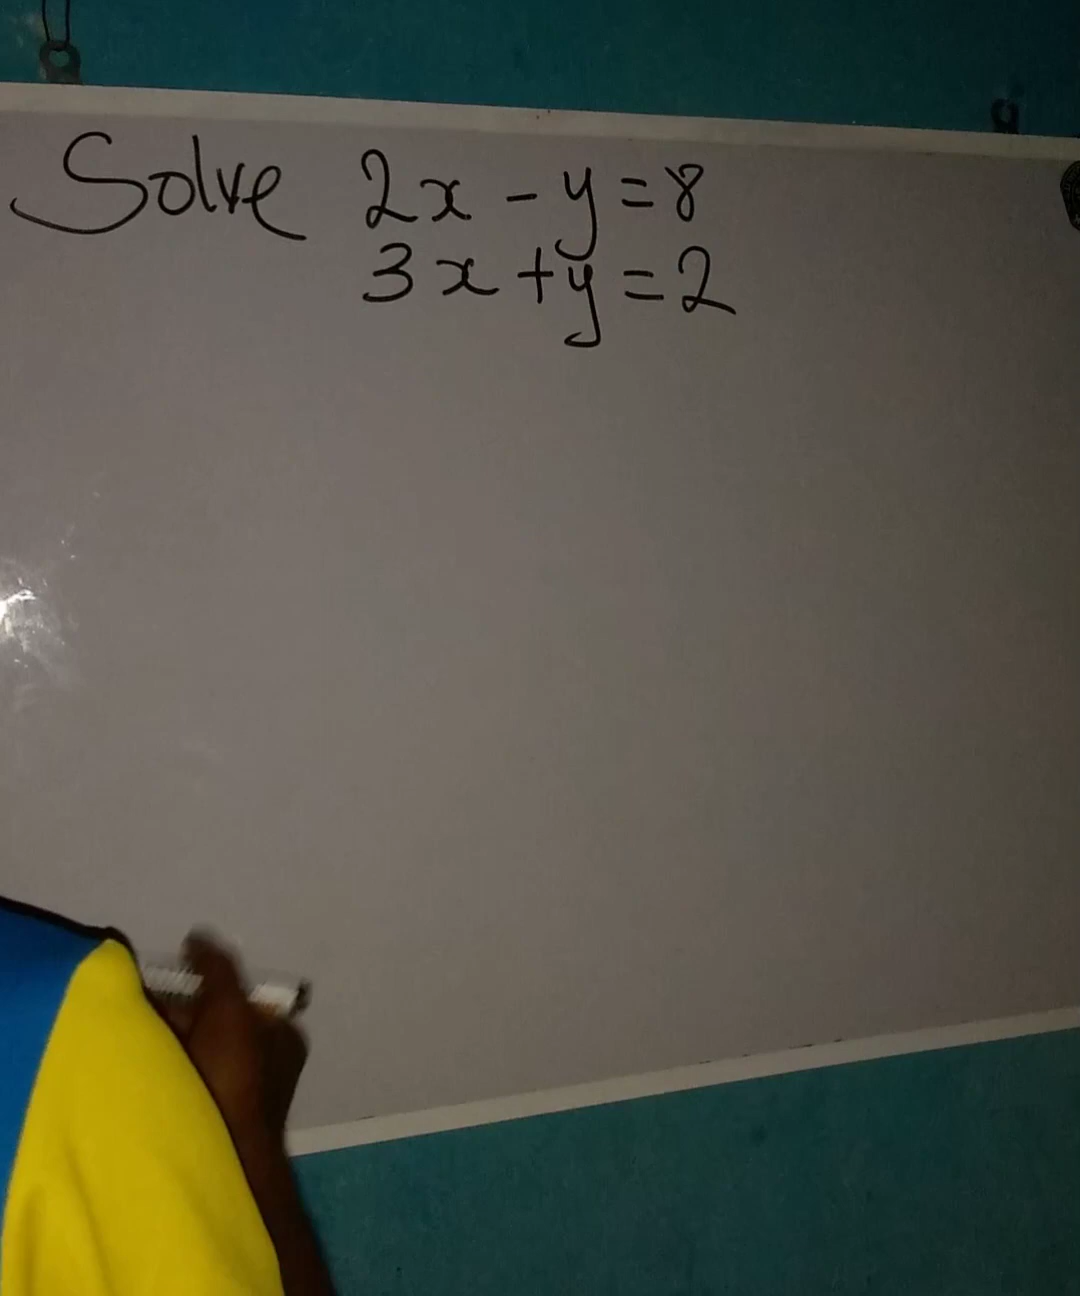 Solve 2x - y = 8
3x + y = 2